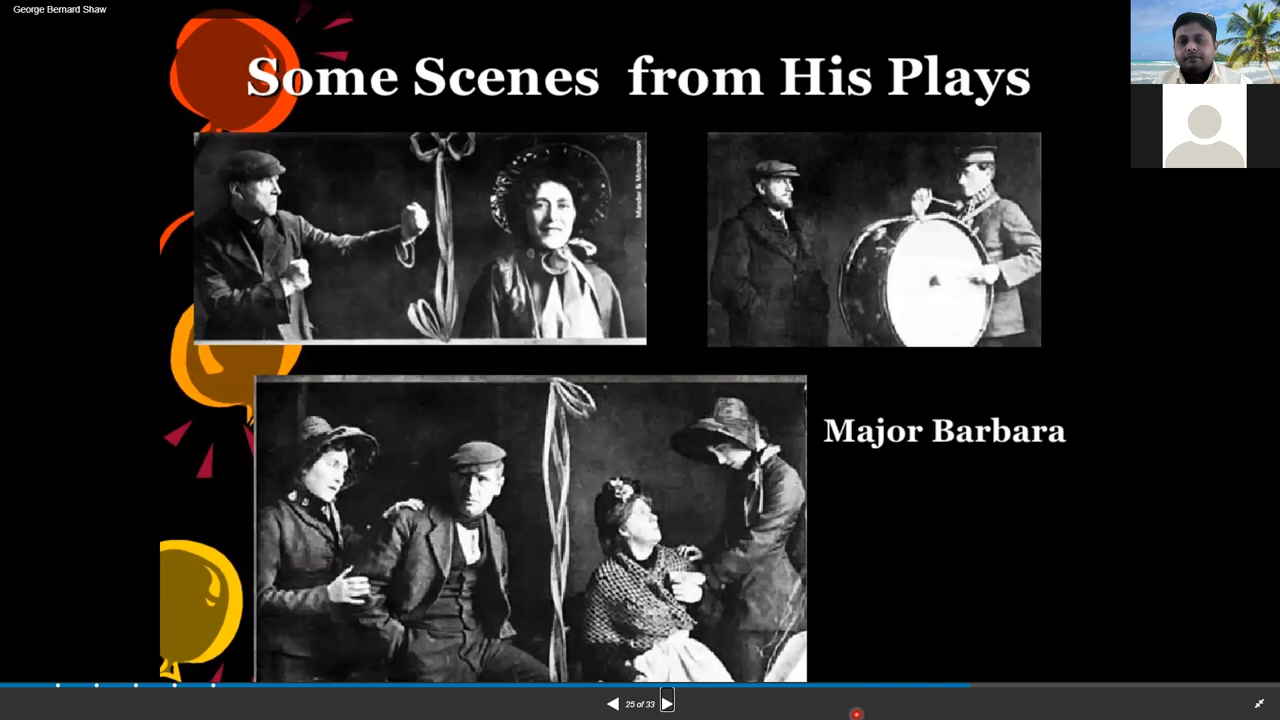 George Bernard Shaw
Some Scenes from His Plays
Mander & Mitchenson
Major Barbara
25 of 33